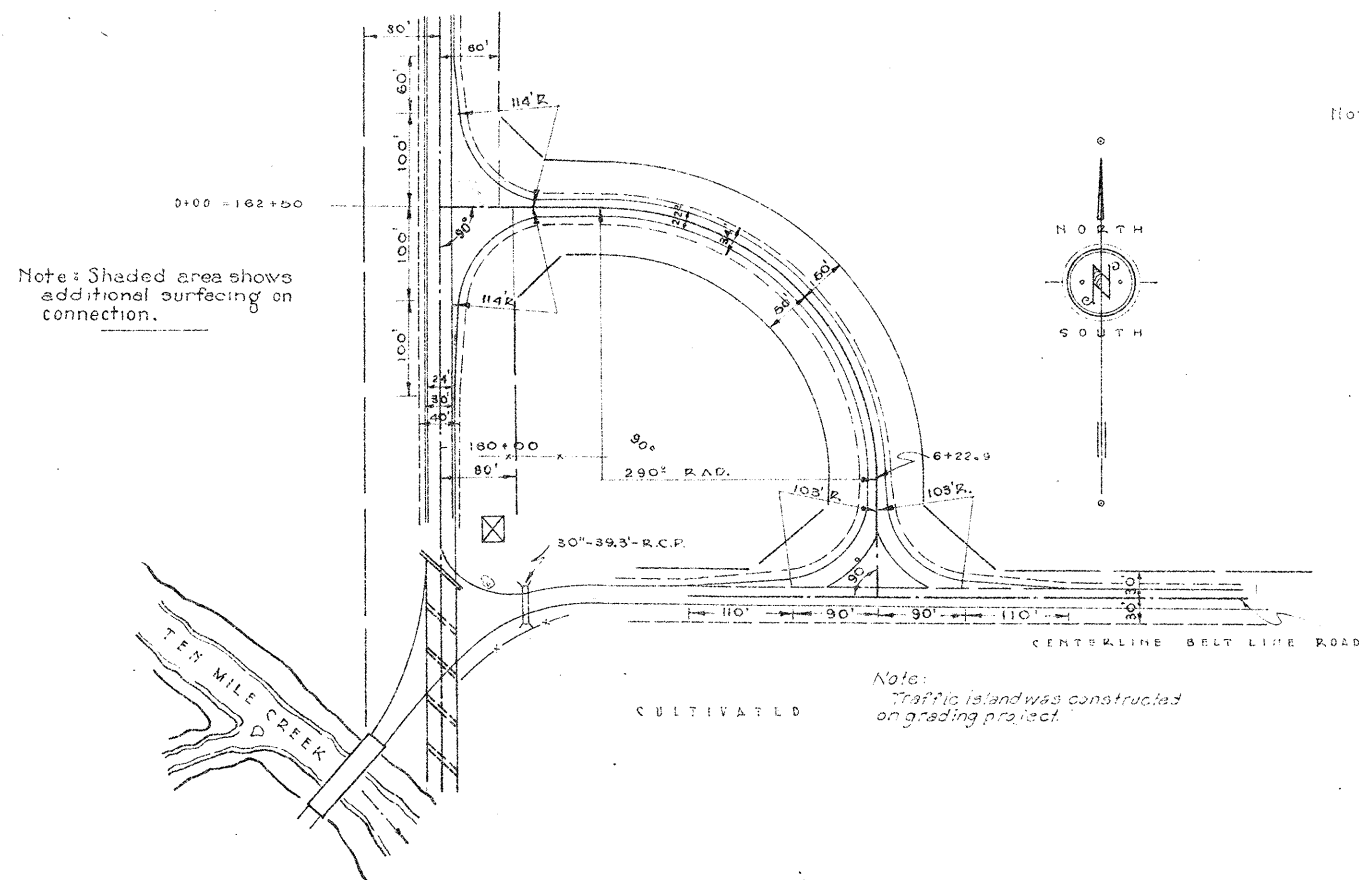 80'
60'
60'
114' R
100'
0+00 = 162+50
Note: Shaded area shows
additional surfacing on
connection.
90°
100'
114' R
100'
22'
34'
50'
50'
24'
30'
40'
160+00
80'
90°
290° RAD.
6+22.9
103' R.
103' R.
30"-39.3'-R.C.P.
90°
110'
90'
90'
110'
30'
30'
CENTERLINE BELT LINE ROAD
NORTH
N
SOUTH
TEN MILE CREEK
CULTIVATED
Note:
Traffic island was constructed
on grading project.